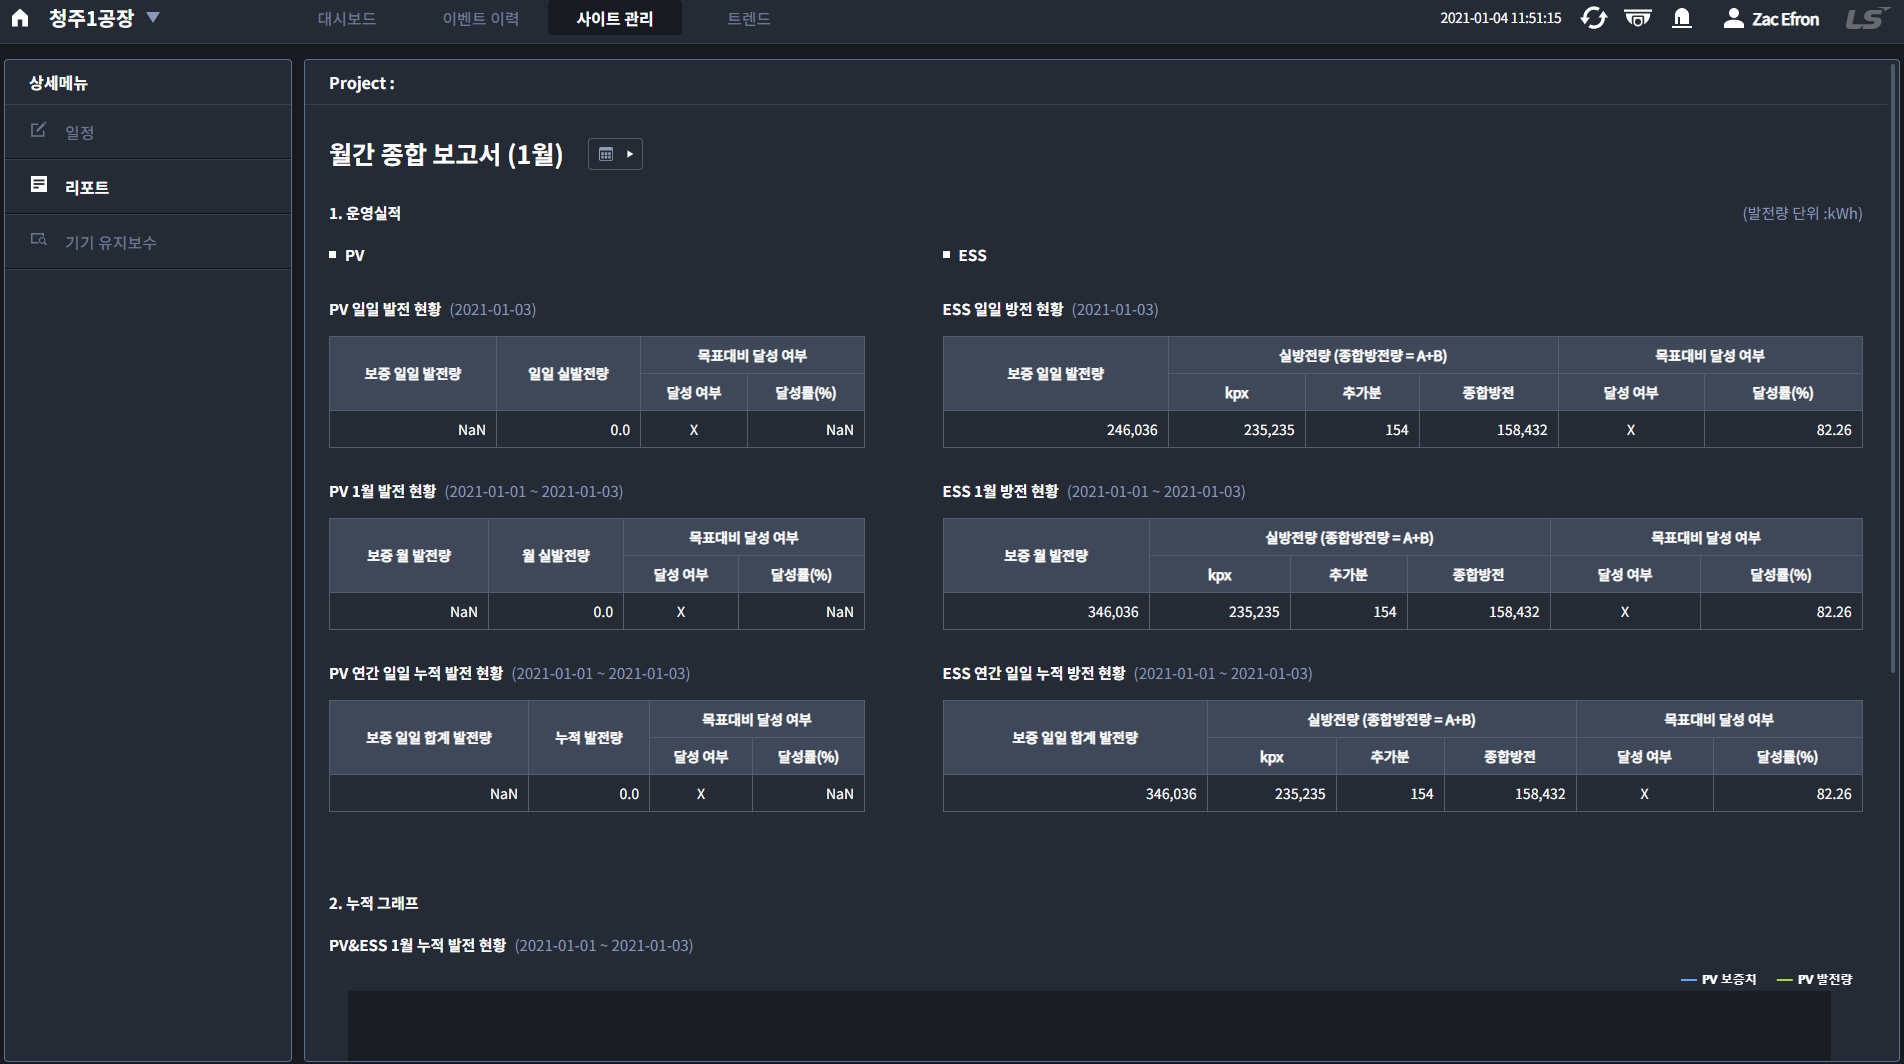 청주1공장 ▼ 대시보드 이벤트 이력 사이트 관리 트렌드 2021-01-04 11:51:15 Zac Efron LS
상세메뉴
일정
리포트
기기 유지보수
Project :
월간 종합 보고서 (1월)
1. 운영실적 (발전량 단위 :kWh)
PV
PV 일일 발전 현황 (2021-01-03)
보증 일일 발전량 일일 실발전량 목표대비 달성 여부
달성 여부 달성률(%)
NaN 0.0 X NaN
PV 1월 발전 현황 (2021-01-01 ~ 2021-01-03)
보증 월 발전량 월 실발전량 목표대비 달성 여부
달성 여부 달성률(%)
NaN 0.0 X NaN
PV 연간 일일 누적 발전 현황 (2021-01-01 ~ 2021-01-03)
보증 일일 합계 발전량 누적 발전량 목표대비 달성 여부
달성 여부 달성률(%)
NaN 0.0 X NaN
ESS
ESS 일일 방전 현황 (2021-01-03)
보증 일일 발전량 실방전량 (종합방전량 = A+B) 목표대비 달성 여부
kpx 추가분 종합방전 달성 여부 달성률(%)
246,036 235,235 154 158,432 X 82.26
ESS 1월 방전 현황 (2021-01-01 ~ 2021-01-03)
보증 월 발전량 실방전량 (종합방전량 = A+B) 목표대비 달성 여부
kpx 추가분 종합방전 달성 여부 달성률(%)
346,036 235,235 154 158,432 X 82.26
ESS 연간 일일 누적 방전 현황 (2021-01-01 ~ 2021-01-03)
보증 일일 합계 발전량 실방전량 (종합방전량 = A+B) 목표대비 달성 여부
kpx 추가분 종합방전 달성 여부 달성률(%)
346,036 235,235 154 158,432 X 82.26
2. 누적 그래프
PV&ESS 1월 누적 발전 현황 (2021-01-01 ~ 2021-01-03)
PV 보증치 PV 발전량